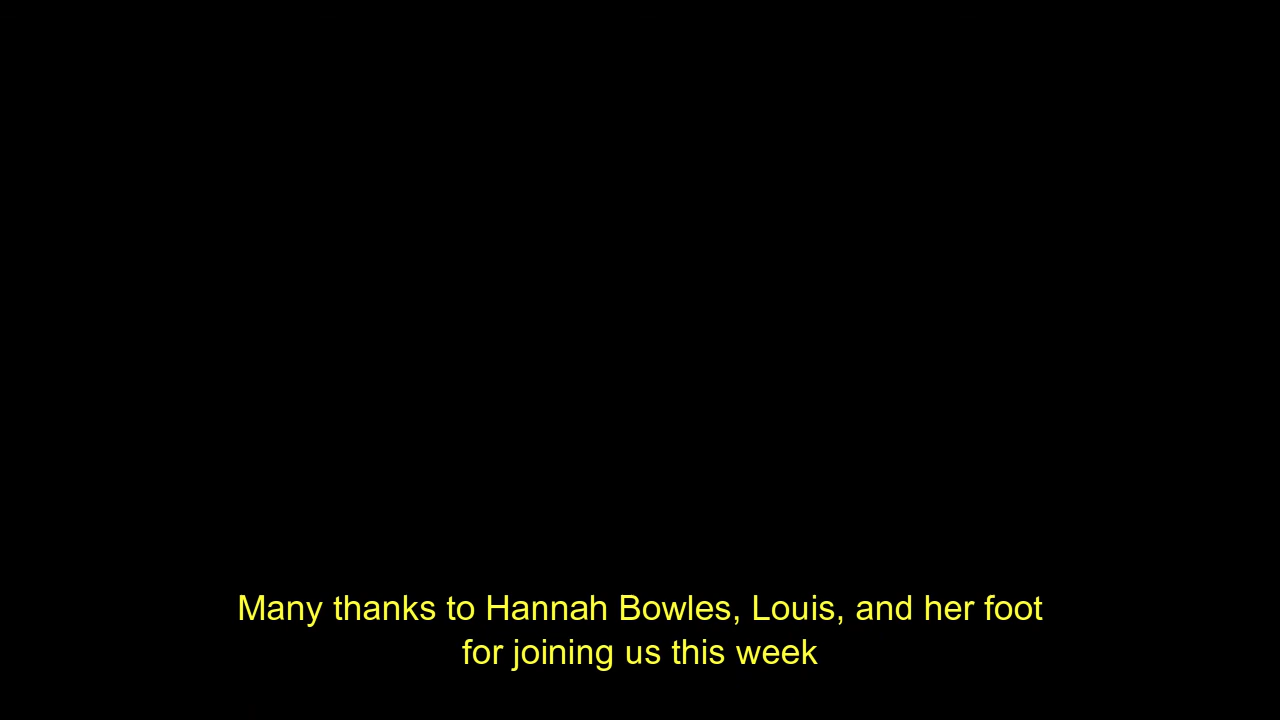 Many thanks to Hannah Bowles, Louis, and her foot
for joining us this week